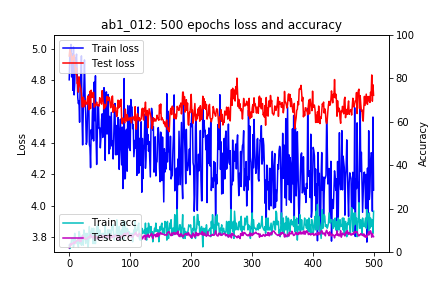 ab1_012: 500 epochs loss and accuracy
Train loss
Test loss
Train acc
Test acc
Loss
5.0
4.8
4.6
4.4
4.2
4.0
3.8
0 100 200 300 400 500
100
80
60
40
20
0
Accuracy